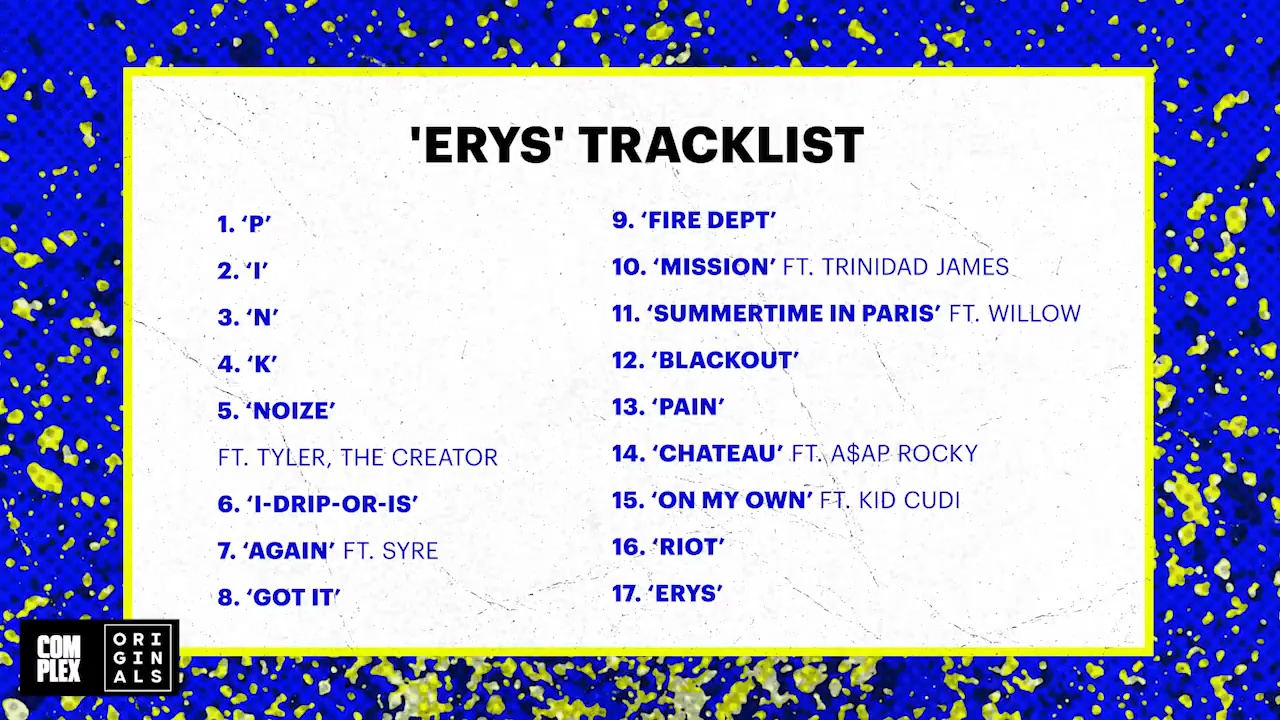 'ERYS' TRACKLIST
1. ‘P’
2. ‘I’
3. ‘N’
4. ‘K’
5. ‘NOIZE’
FT. TYLER, THE CREATOR
6. ‘I-DRIP-OR-IS’
7. ‘AGAIN’ FT. SYRE
8. ‘GOT IT’
9. ‘FIRE DEPT’
10. ‘MISSION’ FT. TRINIDAD JAMES
11. ‘SUMMERTIME IN PARIS’ FT. WILLOW
12. ‘BLACKOUT’
13. ‘PAIN’
14. ‘CHATEAU’ FT. A$AP ROCKY
15. ‘ON MY OWN’ FT. KID CUDI
16. ‘RIOT’
17. ‘ERYS’
COM
PLEX
ORI
GIN
ALS